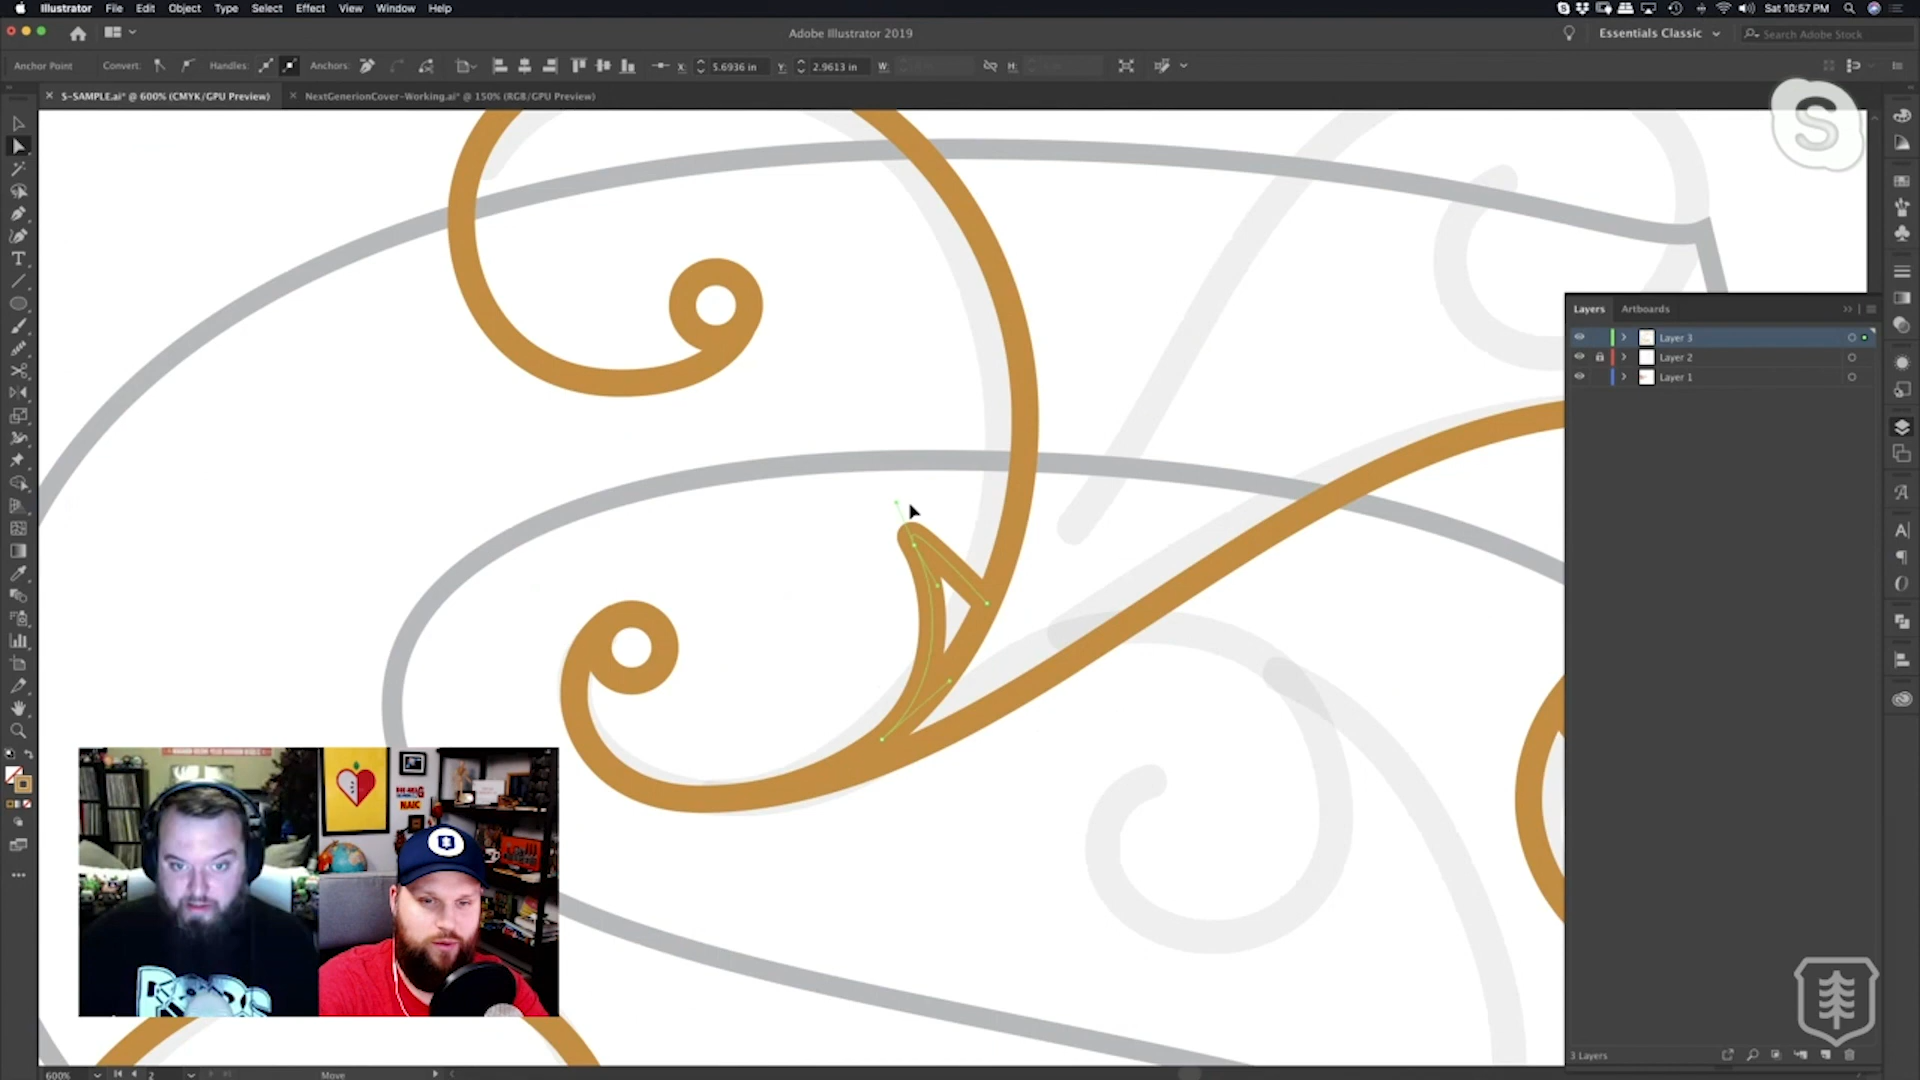 Illustrator File Edit Object Type Select Effect View Window Help
Sat 10:57 PM
Adobe Illustrator 2019
Essentials Classic
Search Adobe Stock
Anchor Point Convert: Handles: Anchors: X: 5.6936 in Y: 2.9613 in W: H:
S-SAMPLE.ai* @ 600% (CMYK/GPU Preview)
NextGenerionCover-Working.ai* @ 150% (RGB/GPU Preview)
S
Layers Artboards
Layer 3
Layer 2
Layer 1
NAIC
3 Layers
600% 2 Move